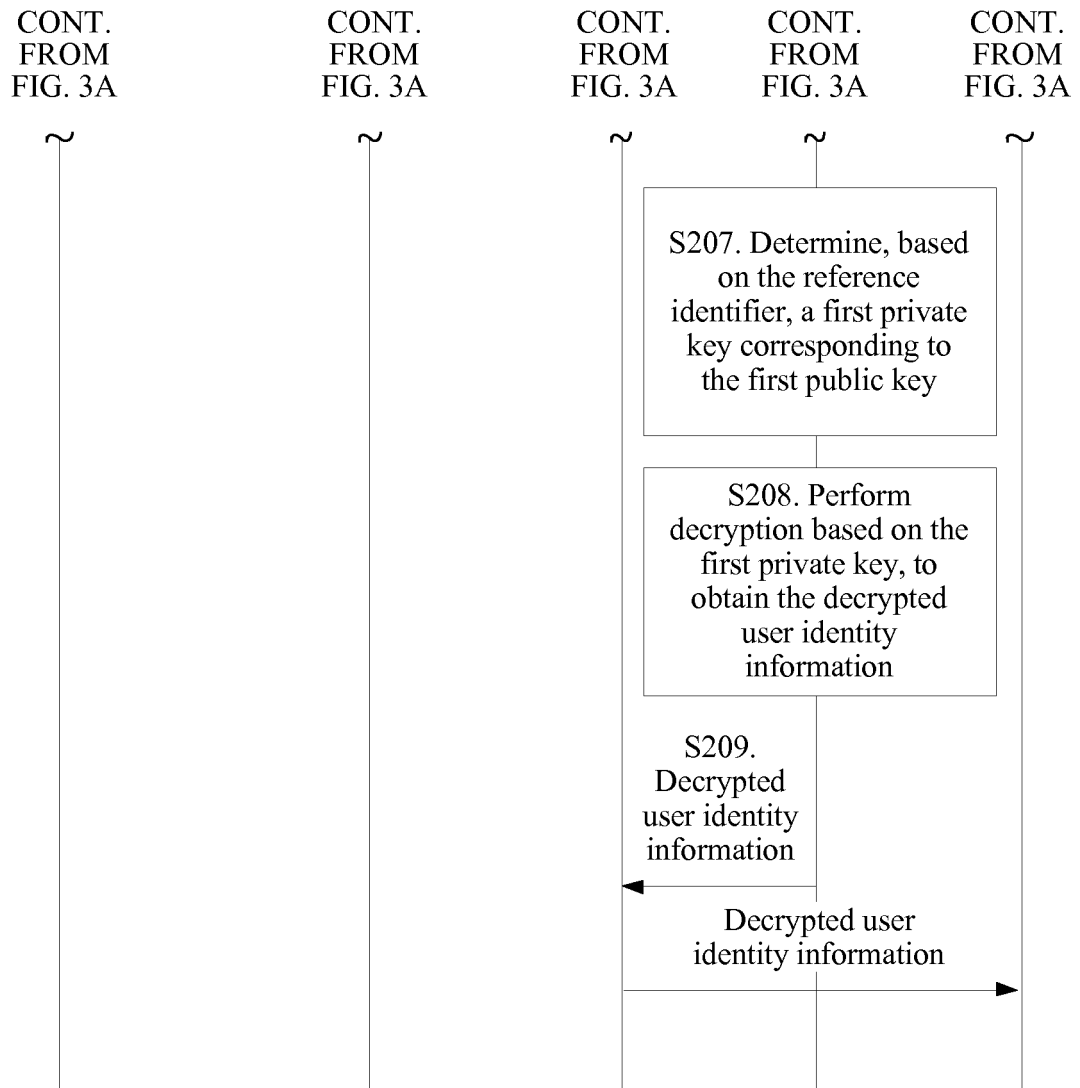 CONT.
FROM
FIG. 3A
CONT.
FROM
FIG. 3A
CONT.
FROM
FIG. 3A
CONT.
FROM
FIG. 3A
CONT.
FROM
FIG. 3A
S207. Determine, based
on the reference
identifier, a first private
key corresponding to
the first public key
S208. Perform
decryption based on the
first private key, to
obtain the decrypted
user identity
information
S209.
Decrypted
user identity
information
Decrypted user
identity information